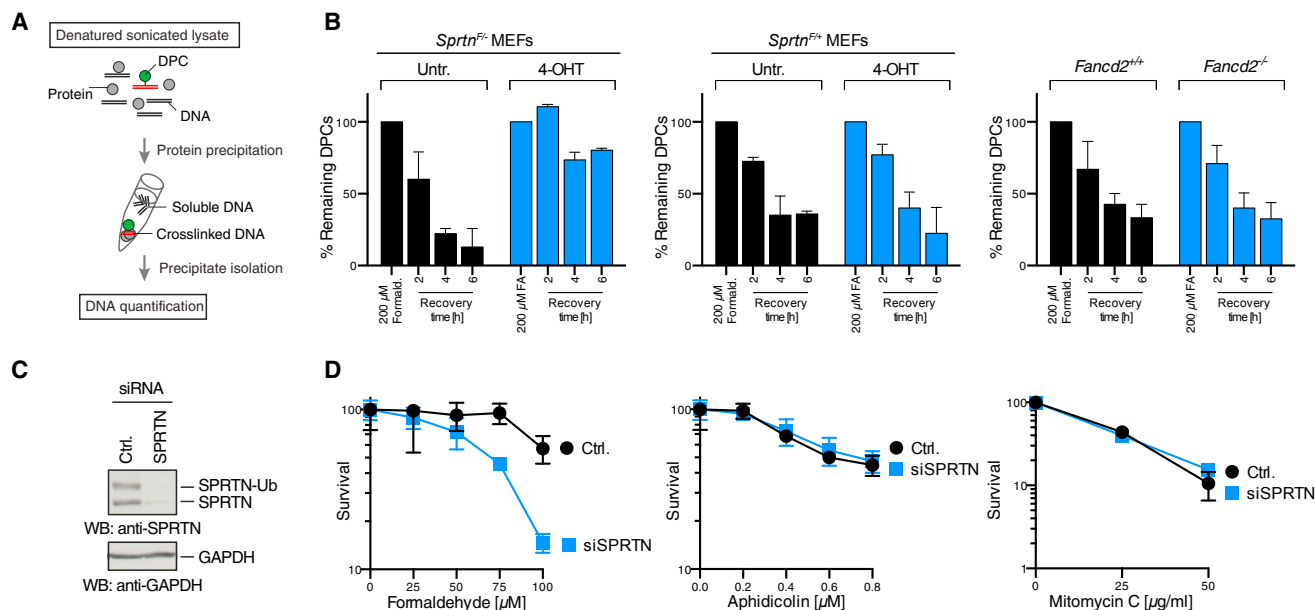 A
Denatured sonicated lysate
DPC
Protein
DNA
Protein precipitation
Soluble DNA
Crosslinked DNA
Precipitate isolation
DNA quantification
B
Sprtn^F/- MEFs
Untr.
4-OHT
% Remaining DPCs
100
50
0
200 µM Formald.
2
4
6
Recovery
time [h]
200 µM FA
2
4
6
Recovery
time [h]
Sprtn^F/+ MEFs
Untr.
4-OHT
% Remaining DPCs
100
50
0
200 µM Formald.
2
4
6
Recovery
time [h]
200 µM FA
2
4
6
Recovery
time [h]
Fancd2^+/+
Fancd2^-/-
% Remaining DPCs
100
50
0
200 µM Formald.
2
4
6
Recovery
time [h]
200 µM FA
2
4
6
Recovery
time [h]
C
siRNA
Ctrl.
SPRTN
SPRTN-Ub
SPRTN
WB: anti-SPRTN
GAPDH
WB: anti-GAPDH
D
Survival
100
10
0
25
50
75
100
Formaldehyde [µM]
Ctrl.
siSPRTN
Survival
100
10
0.0
0.2
0.4
0.6
0.8
Aphidicolin [µM]
Ctrl.
siSPRTN
Survival
100
10
1
0
25
50
Mitomycin C [µg/ml]
Ctrl.
siSPRTN